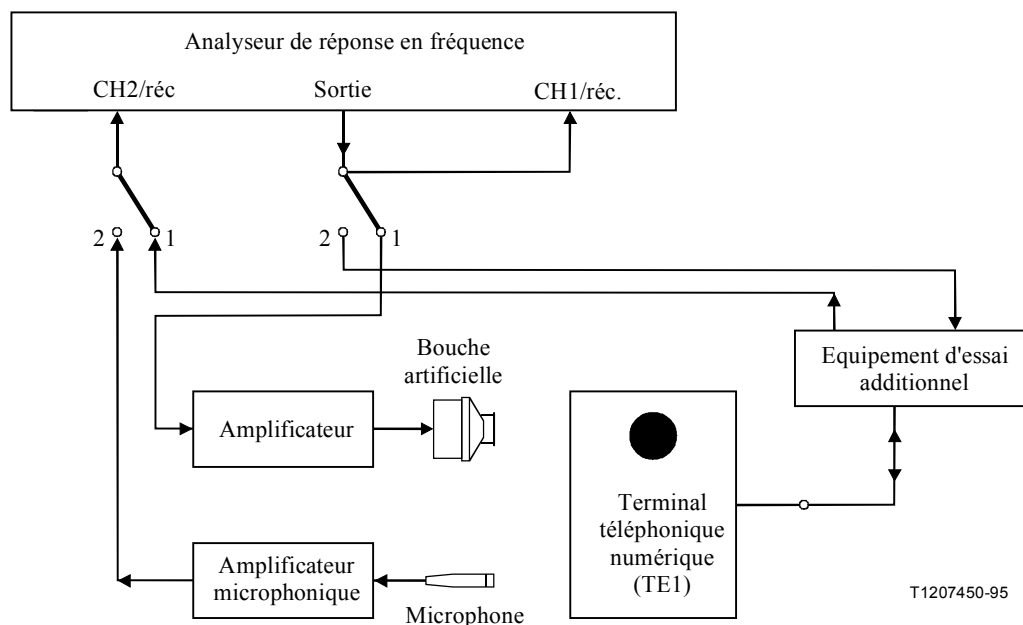 Analyseur de réponse en fréquence
CH2/réc
Sortie
CH1/réc.
2
1
2
1
Bouche
artificielle
Equipement d'essai
additionnel
Amplificateur
Terminal
téléphonique
numérique
(TE1)
Amplificateur
microphonique
Microphone
T1207450-95